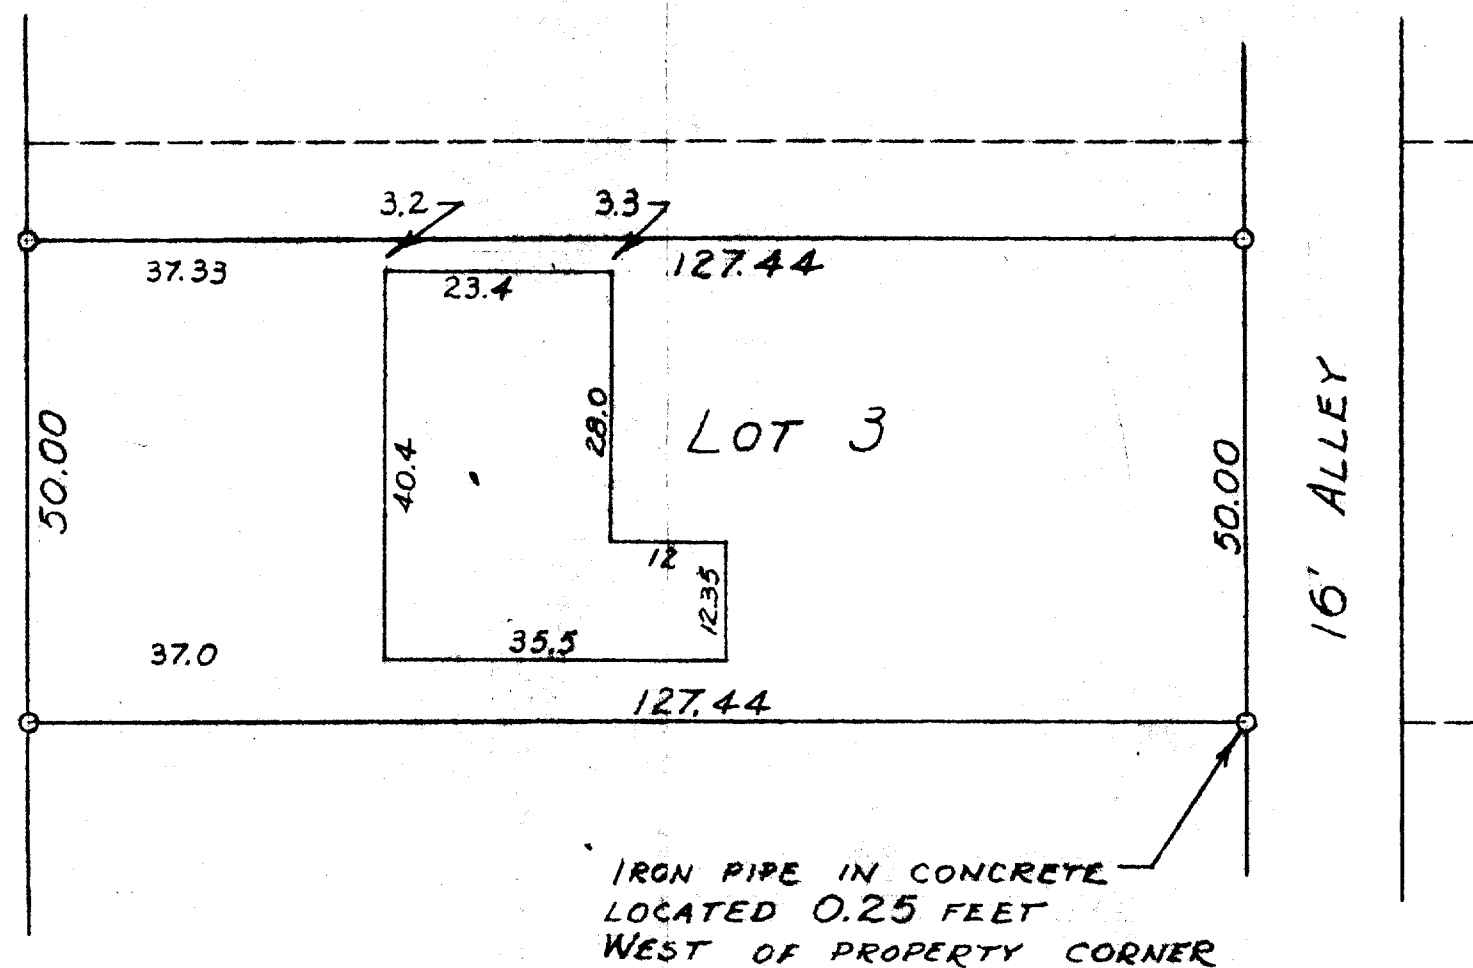 3.2
3.3
37.33
127.44
23.4
50.00
40.4
28.0
LOT 3
50.00
16' ALLEY
12
12.35
35.5
37.0
127.44
IRON PIPE IN CONCRETE
LOCATED 0.25 FEET
WEST OF PROPERTY CORNER